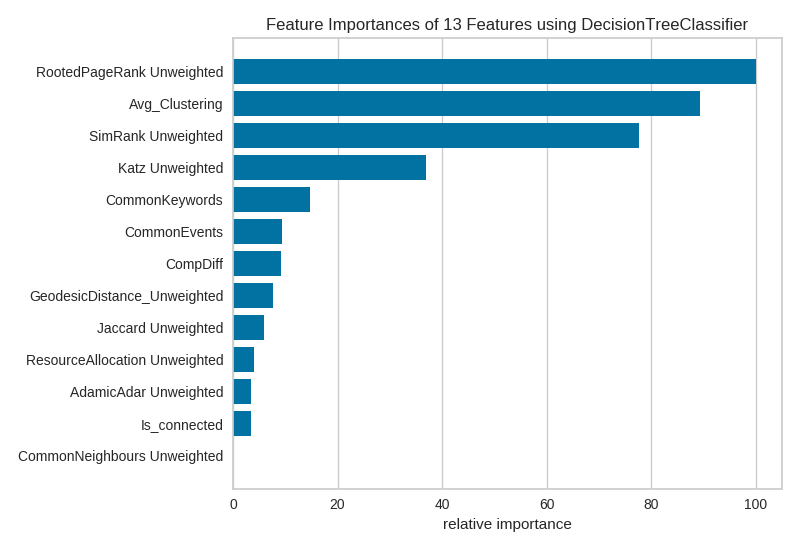 Feature Importances of 13 Features using DecisionTreeClassifier
RootedPageRank Unweighted
Avg_Clustering
SimRank Unweighted
Katz Unweighted
CommonKeywords
CommonEvents
CompDiff
GeodesicDistance_Unweighted
Jaccard Unweighted
ResourceAllocation Unweighted
AdamicAdar Unweighted
Is_connected
CommonNeighbours Unweighted
0 20 40 60 80 100
relative importance